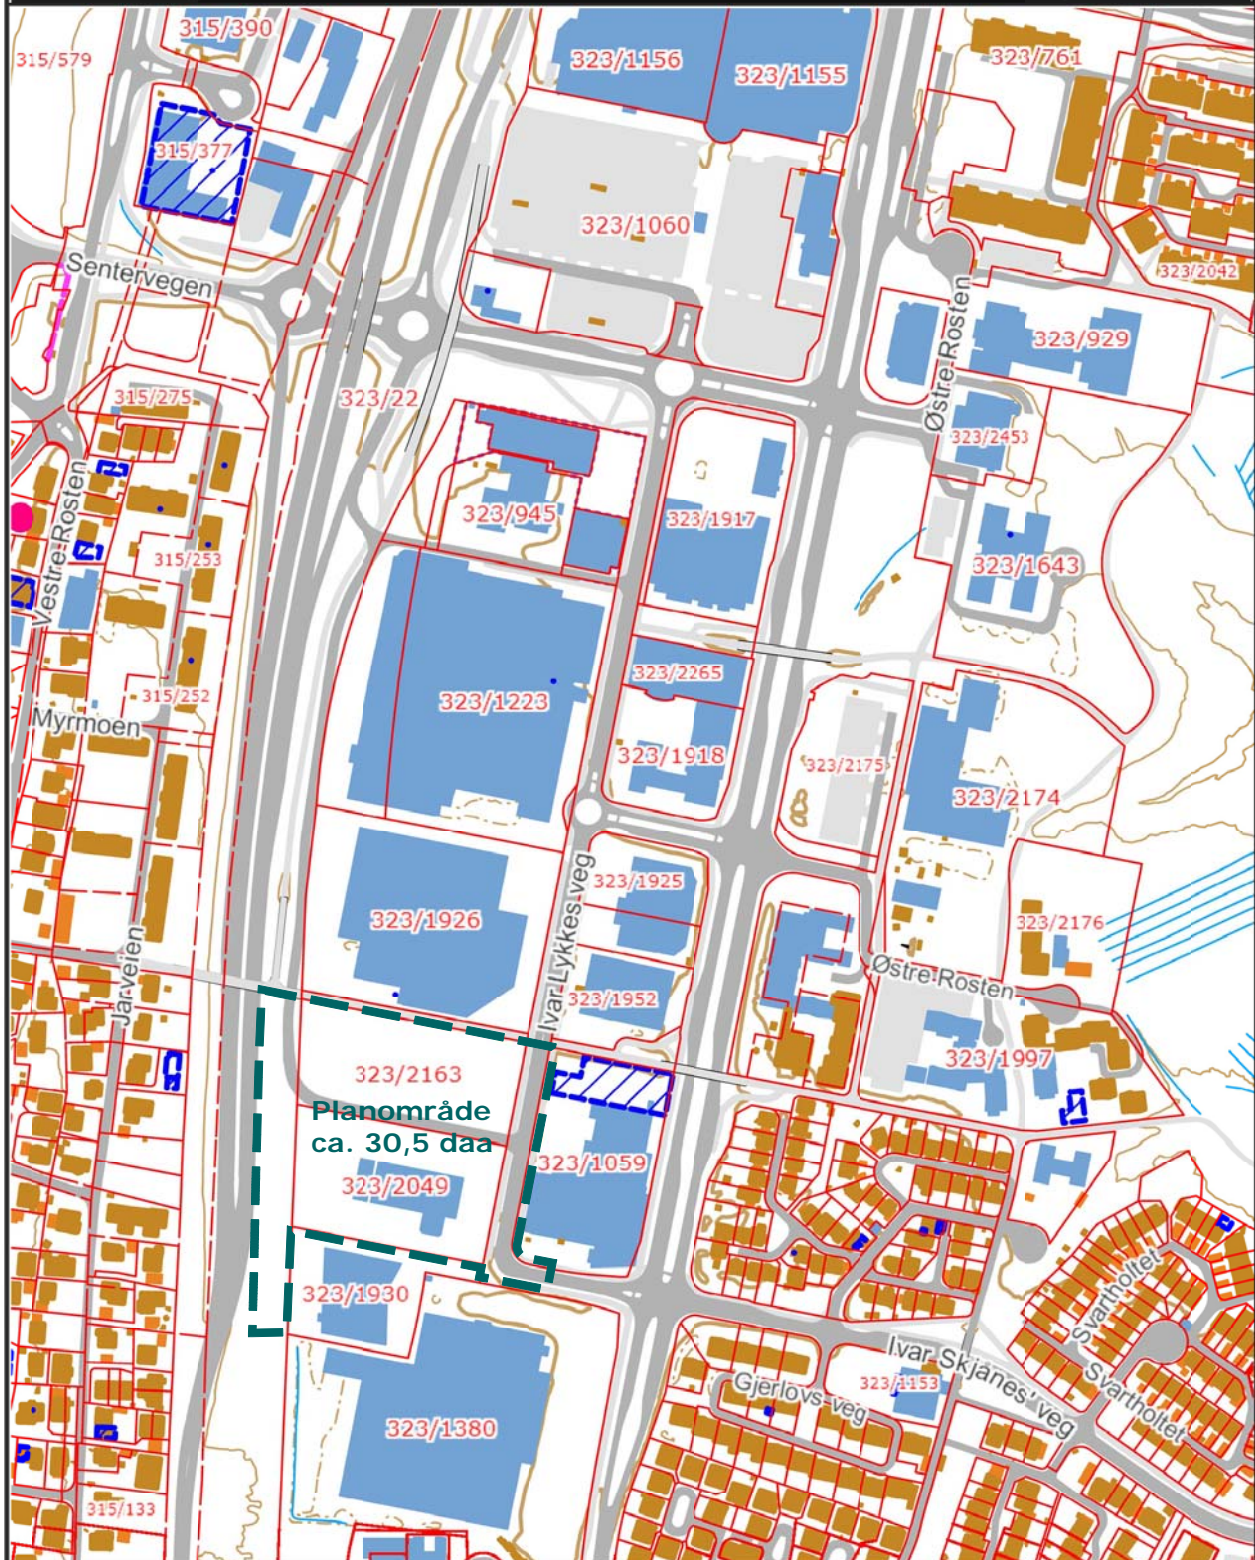 315/390
315/579
323/1156
323/1155
323/761
315/377
323/1060
323/2042
Sentervegen
Østre Rosten
323/929
315/275
323/22
323/2453
Vestre Rosten
323/945
323/1917
315/253
323/1643
323/2265
315/252
323/1223
Myrmoen
323/1918
323/2175
323/2174
323/1925
323/1926
323/2176
Ivar Lykkes veg
Jarveien
323/1952
Østre Rosten
323/1997
323/2163
Planområde
ca. 30,5 daa
323/1059
323/2049
323/1930
Svartholtet
Ivar Skjånes' veg
Gjerlovs veg
323/1153
Svartholtet
323/1380
315/133